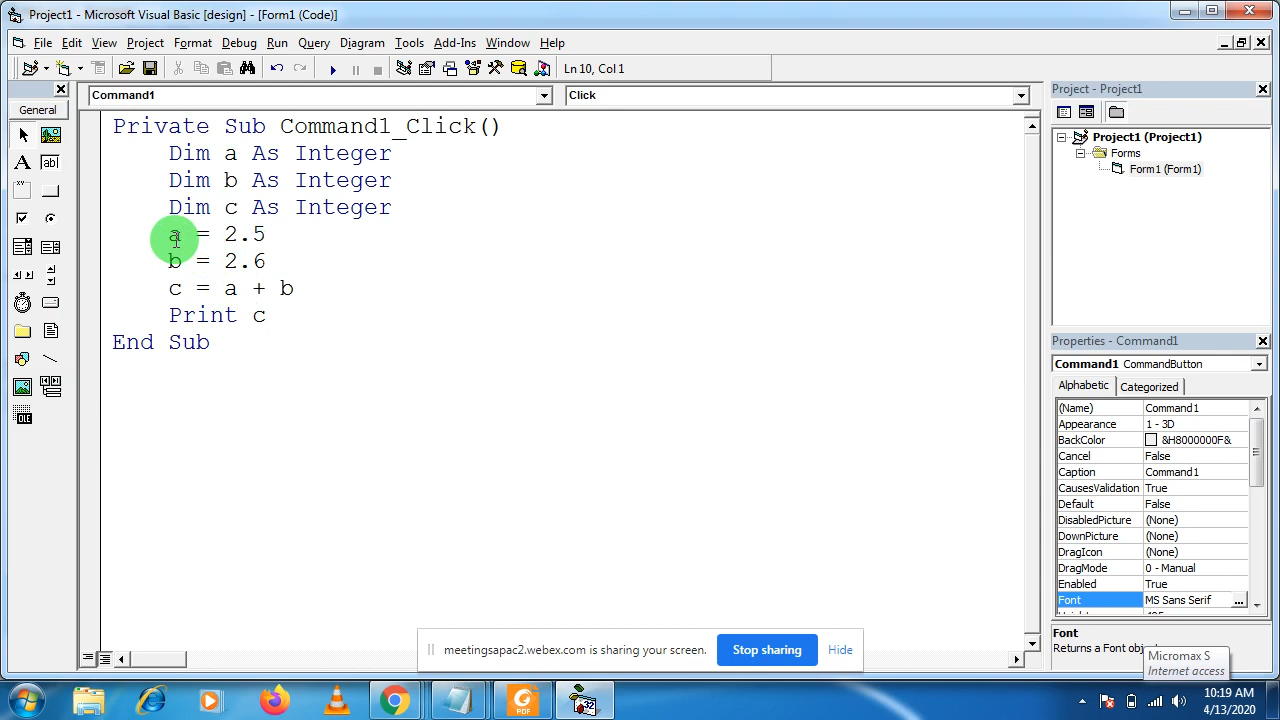 Project1 - Microsoft Visual Basic [design] - [Form1 (Code)]
File Edit View Project Format Debug Run Query Diagram Tools Add-Ins Window Help
Ln 10, Col 1
General
Command1
Click
Private Sub Command1_Click()
Dim a As Integer
Dim b As Integer
Dim c As Integer
a = 2.5
b = 2.6
c = a + b
Print c
End Sub
Project - Project1
Project1 (Project1)
Forms
Form1 (Form1)
Properties - Command1
Command1 CommandButton
Alphabetic Categorized
(Name) Command1
Appearance 1 - 3D
BackColor &H8000000F&
Cancel False
Caption Command1
CausesValidation True
Default False
DisabledPicture (None)
DownPicture (None)
DragIcon (None)
DragMode 0 - Manual
Enabled True
Font MS Sans Serif ...
Font
Returns a Font obje
Micromax S
Internet access
meetingsapac2.webex.com is sharing your screen. Stop sharing Hide
PDF
10:19 AM
4/13/2020